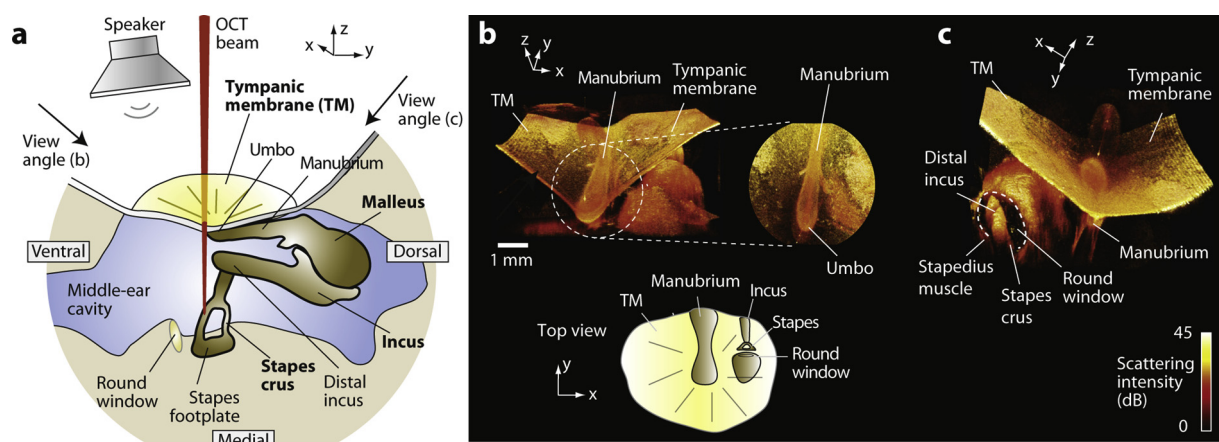 a
Speaker
OCT
beam
z
x
y
Tympanic
membrane (TM)
View
angle (b)
View
angle (c)
Umbo
Manubrium
Malleus
Ventral
Dorsal
Middle-ear
cavity
Incus
Round
window
Stapes
footplate
Stapes
crus
Distal
incus
Medial
b
z
y
x
Manubrium
TM
Tympanic
membrane
Manubrium
1 mm
Umbo
Manubrium
TM
Incus
Stapes
Top view
Round
window
y
x
c
x
z
y
TM
Tympanic
membrane
Distal
incus
Manubrium
Stapedius
muscle
Stapes
crus
Round
window
45
Scattering
intensity
(dB)
0